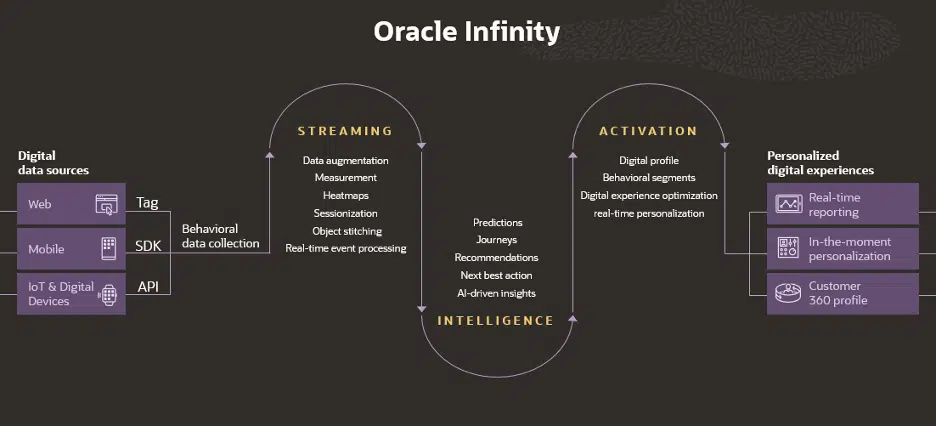 Oracle Infinity
Digital
data sources
Web
Mobile
IoT & Digital
Devices
Tag
SDK
API
Behavioral
data collection
STREAMING
Data augmentation
Measurement
Heatmaps
Sessionization
Object stitching
Real-time event processing
Predictions
Journeys
Recommendations
Next best action
AI-driven insights
INTELLIGENCE
ACTIVATION
Digital profile
Behavioral segments
Digital experience optimization
real-time personalization
Personalized
digital experiences
Real-time
reporting
In-the-moment
personalization
Customer
360 profile